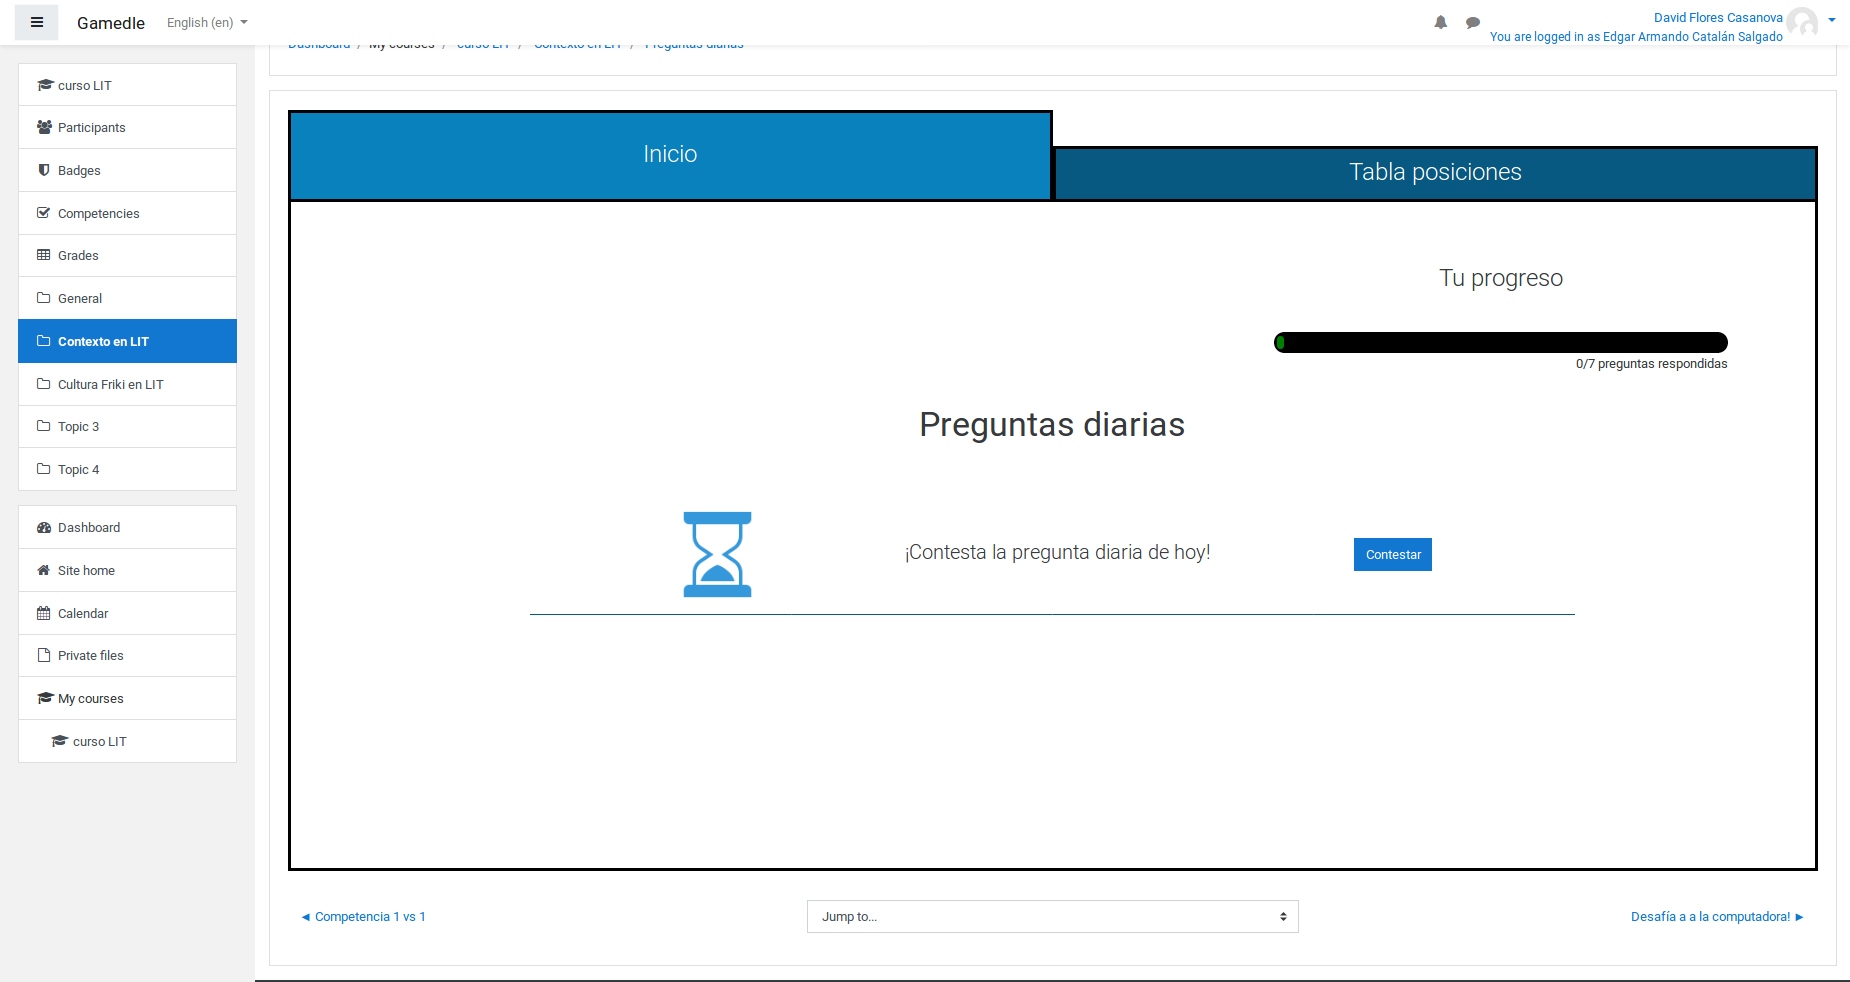 Gamedle
English (en)
David Flores Casanova
You are logged in as Edgar Armando Catalán Salgado
Dashboard / My courses / curso LIT / Contexto en LIT / Preguntas diarias
curso LIT
Participants
Badges
Competencies
Grades
General
Contexto en LIT
Cultura Friki en LIT
Topic 3
Topic 4
Dashboard
Site home
Calendar
Private files
My courses
curso LIT
Inicio
Tabla posiciones
Tu progreso
0/7 preguntas respondidas
Preguntas diarias
¡Contesta la pregunta diaria de hoy!
Contestar
◄ Competencia 1 vs 1
Jump to...
Desafía a a la computadora! ►